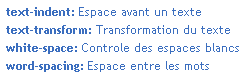 text-indent: Espace avant un texte
text-transform: Transformation du texte
white-space: Controle des espaces blancs
word-spacing: Espace entre les mots